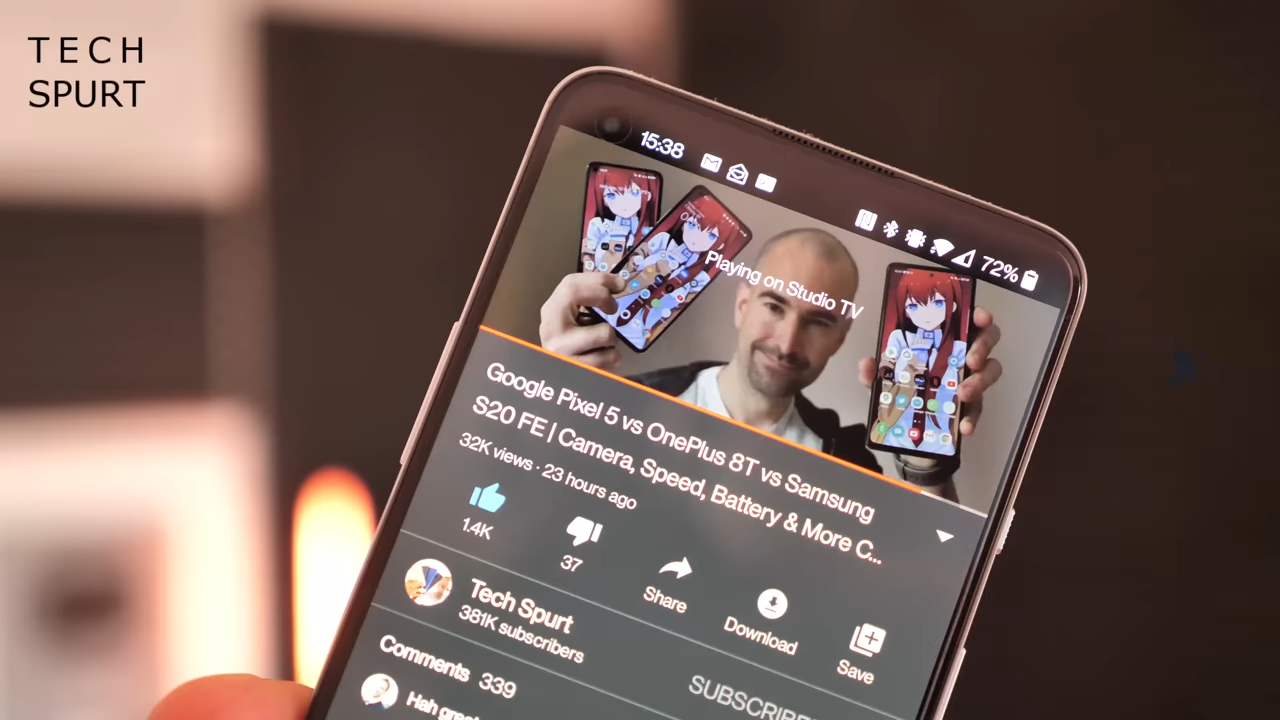 TECH
SPURT
15:38
72%
Playing on Studio TV
Google Pixel 5 vs OnePlus 8T vs Samsung
S20 FE | Camera, Speed, Battery & More C...
32K views · 23 hours ago
1.4K
37
Share
Download
Save
Tech Spurt
381K subscribers
SUBSCRIBE
Comments 339
Hah great